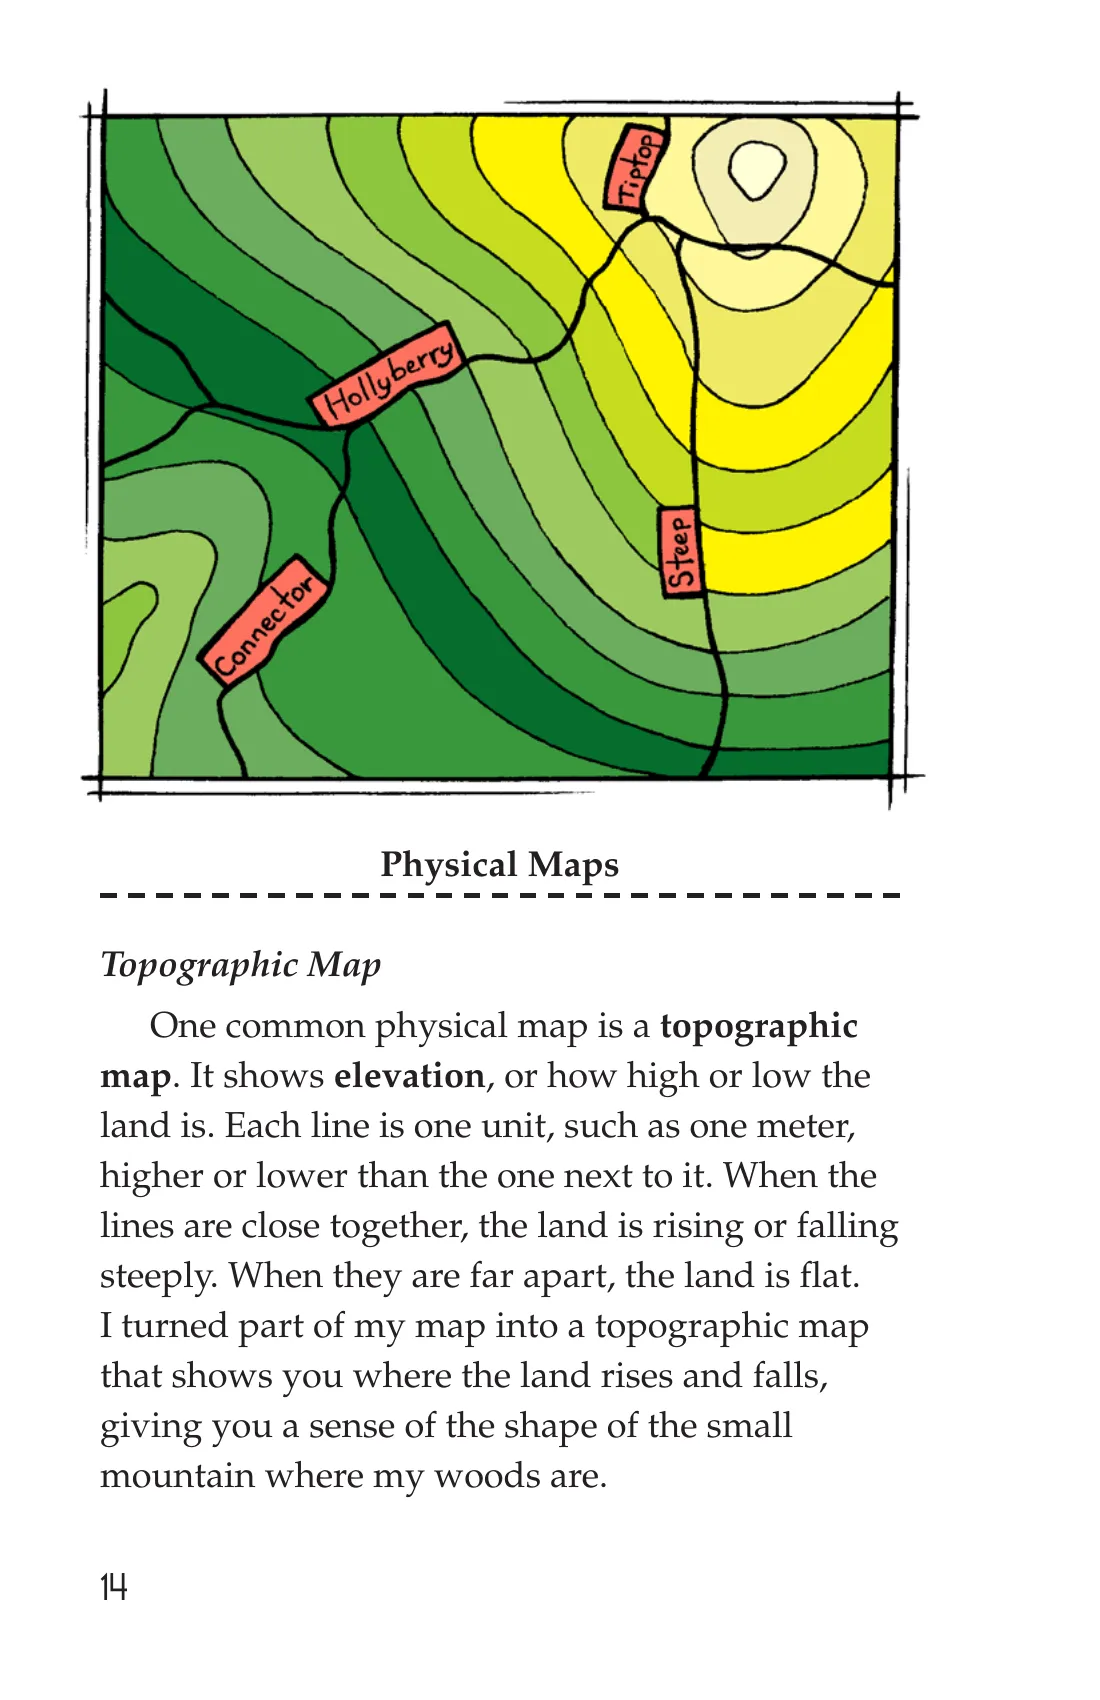 Tiptop
Hollyberry
Steep
Connector
Physical Maps
Topographic Map
One common physical map is a topographic
map. It shows elevation, or how high or low the
land is. Each line is one unit, such as one meter,
higher or lower than the one next to it. When the
lines are close together, the land is rising or falling
steeply. When they are far apart, the land is flat.
I turned part of my map into a topographic map
that shows you where the land rises and falls,
giving you a sense of the shape of the small
mountain where my woods are.
14